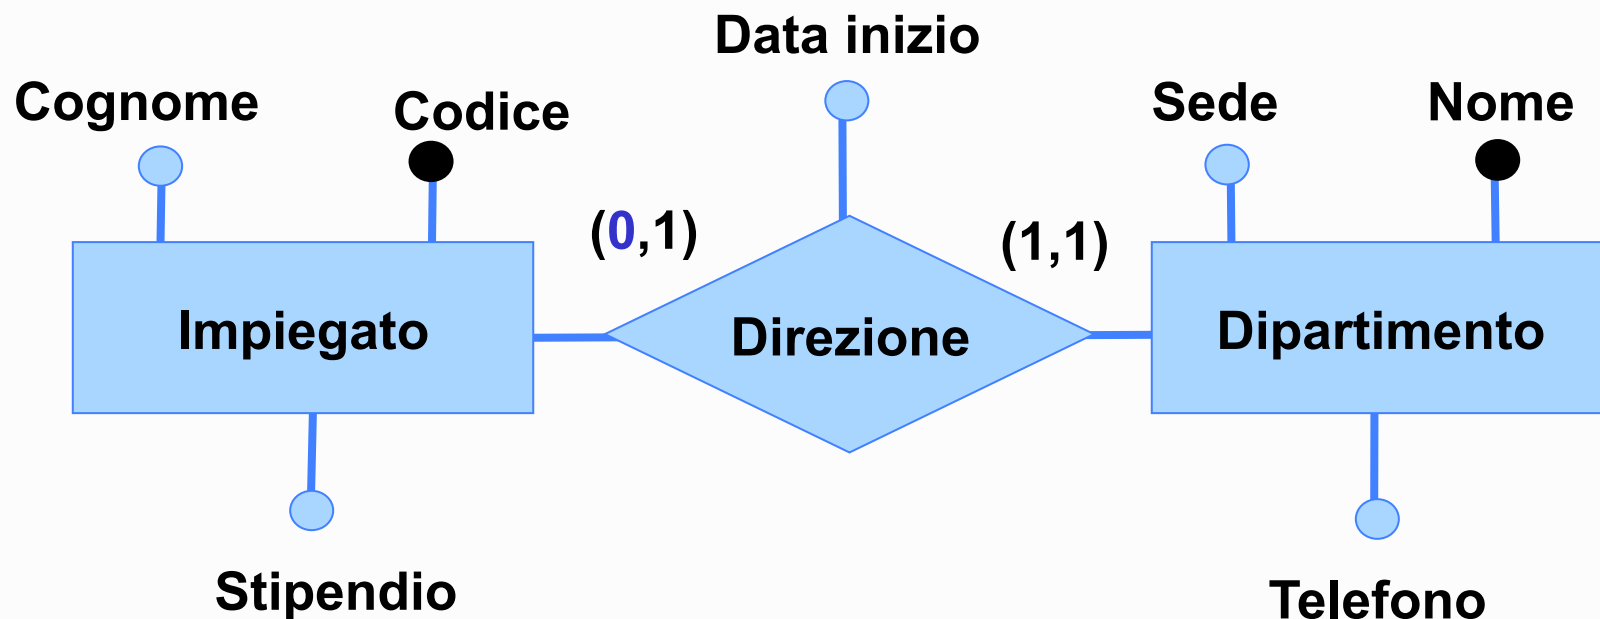 Data inizio
Cognome
Codice
Sede
Nome
(0,1)
(1,1)
Impiegato
Direzione
Dipartimento
Stipendio
Telefono